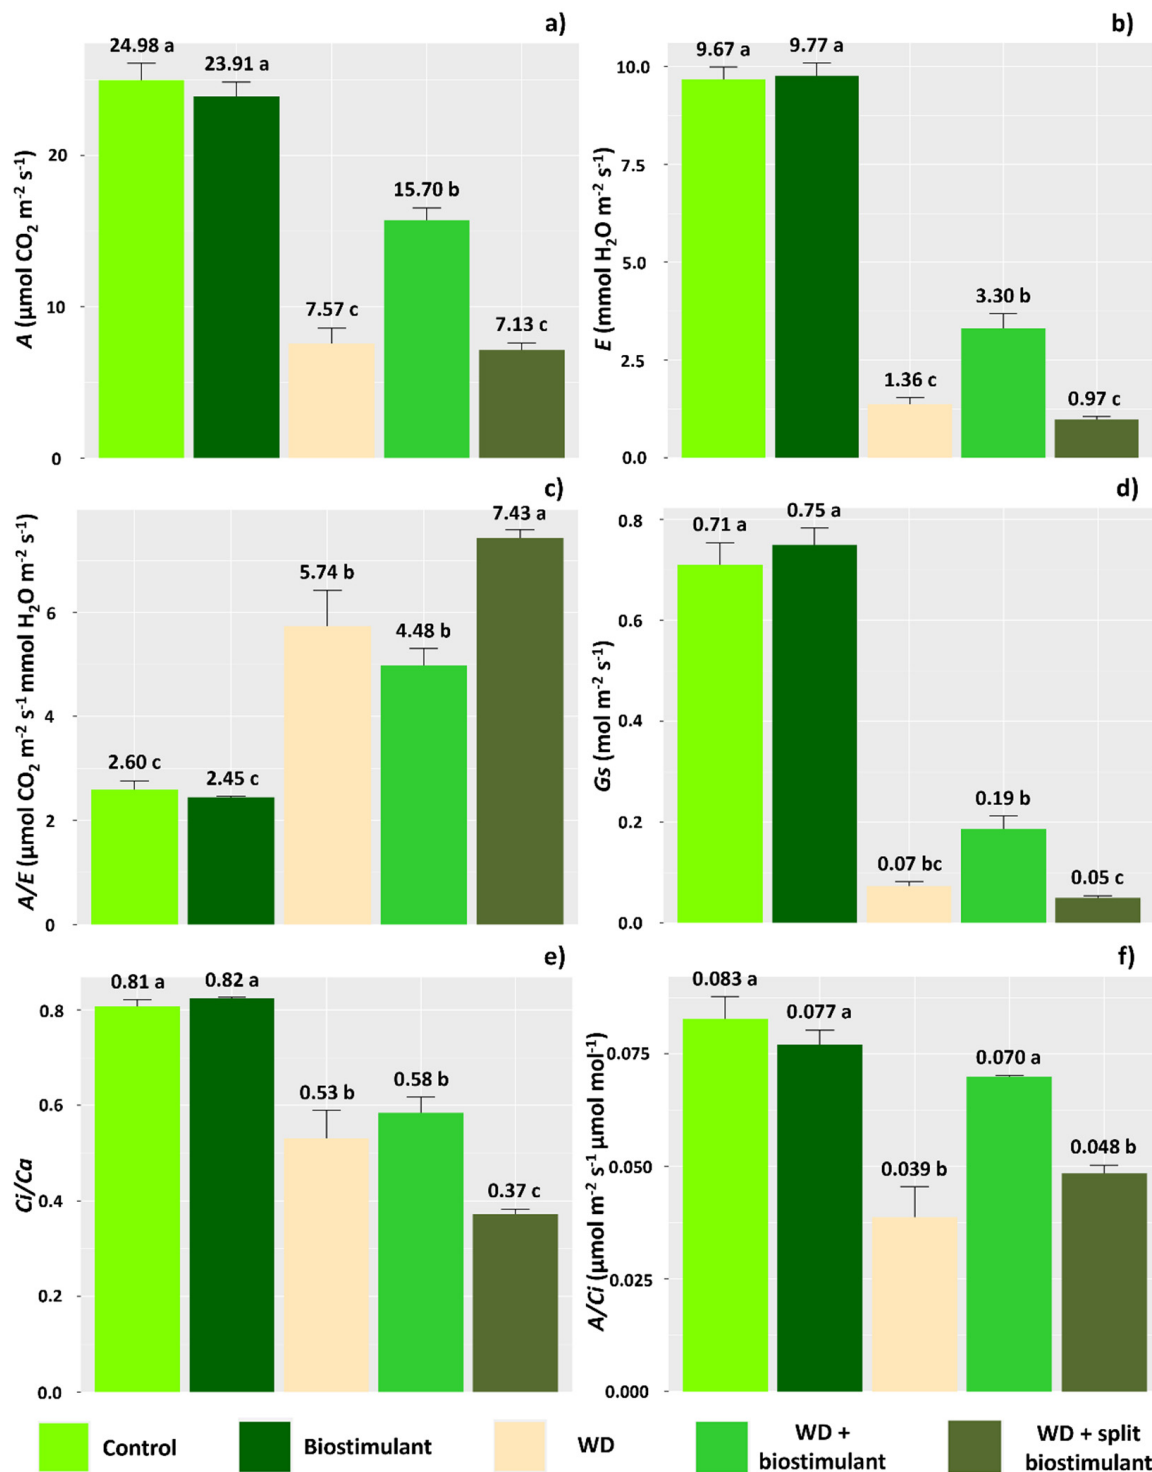 a)
24.98 a
23.91 a
7.57 c
15.70 b
7.13 c
20
10
0
A (µmol CO₂ m⁻² s⁻¹)
b)
9.67 a
9.77 a
1.36 c
3.30 b
0.97 c
10.0
7.5
5.0
2.5
0.0
E (mmol H₂O m⁻² s⁻¹)
c)
2.60 c
2.45 c
5.74 b
4.48 b
7.43 a
6
4
2
0
A/E (µmol CO₂ m⁻² s⁻¹ mmol H₂O m⁻² s⁻¹)
d)
0.71 a
0.75 a
0.07 bc
0.19 b
0.05 c
0.8
0.6
0.4
0.2
0.0
Gs (mol m⁻² s⁻¹)
e)
0.81 a
0.82 a
0.53 b
0.58 b
0.37 c
0.8
0.6
0.4
0.2
0.0
Ci/Ca
f)
0.083 a
0.077 a
0.039 b
0.070 a
0.048 b
0.075
0.050
0.025
0.000
A/Ci (µmol m⁻² s⁻¹ µmol mol⁻¹)
Control
Biostimulant
WD
WD +
biostimulant
WD + split
biostimulant